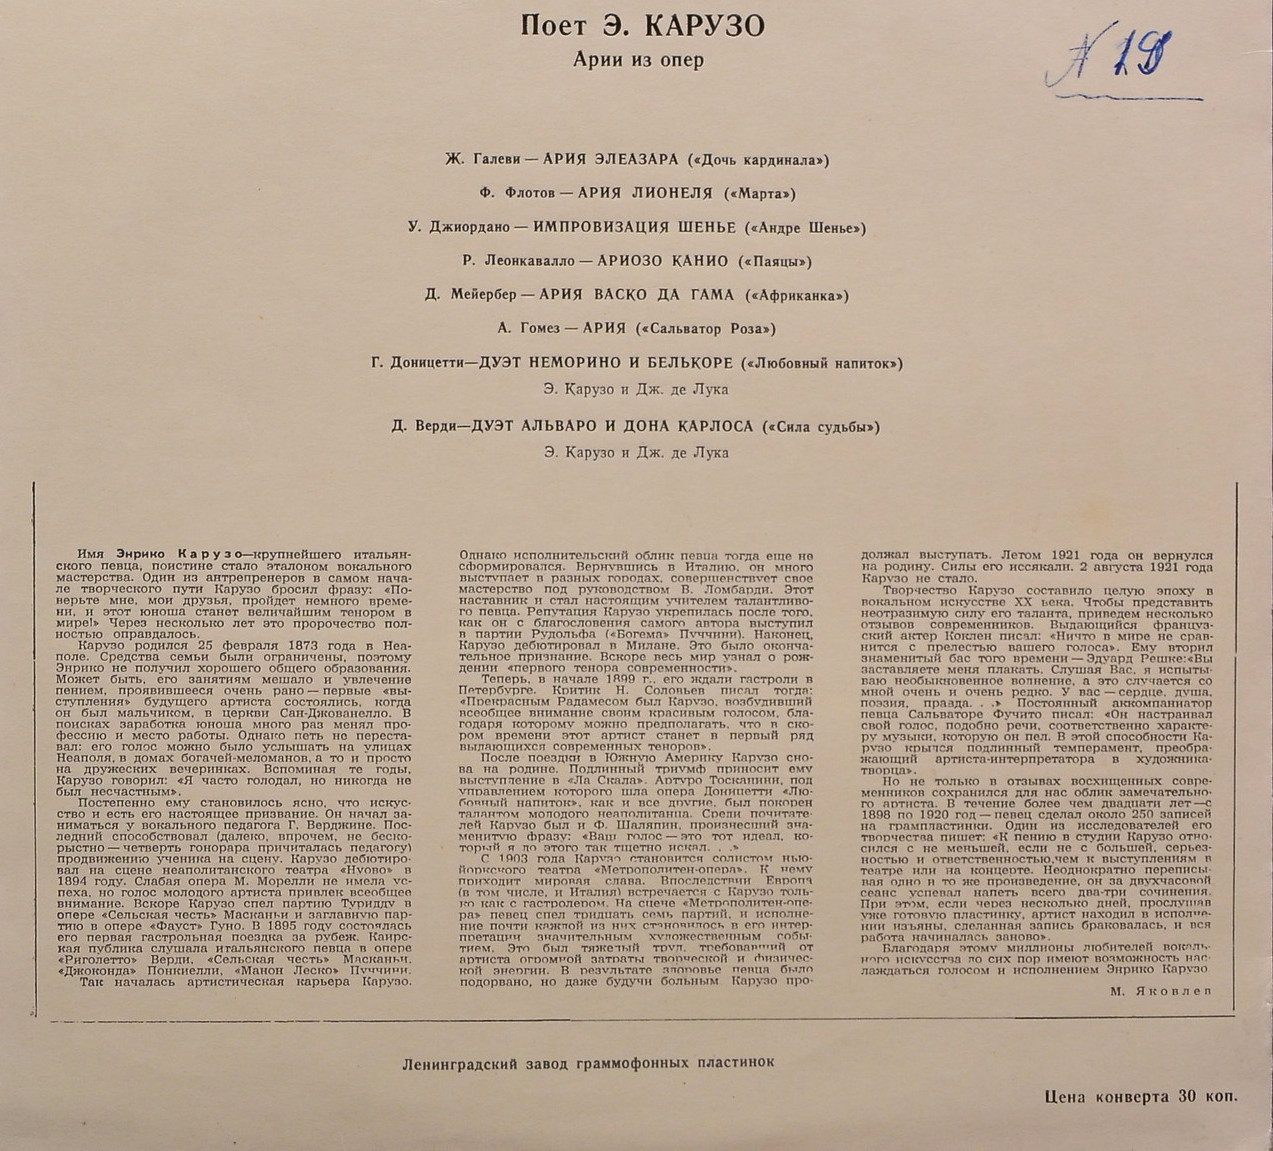 Поет Э. КАРУЗО
Арии из опер
N 19
Ж. Галеви — АРИЯ ЭЛЕАЗАРА («Дочь кардинала»)
Ф. Флотов — АРИЯ ЛИОНЕЛЯ («Марта»)
У. Джиордано — ИМПРОВИЗАЦИЯ ШЕНЬЕ («Андре Шенье»)
Р. Леонкавалло — АРИОЗО КАНИО («Паяцы»)
Д. Мейербер — АРИЯ ВАСКО ДА ГАМА («Африканка»)
А. Гомез — АРИЯ («Сальватор Роза»)
Г. Доницетти—ДУЭТ НЕМОРИНО И БЕЛЬКОРЕ («Любовный напиток»)
Э. Карузо и Дж. де Лука
Д. Верди—ДУЭТ АЛЬВАРО И ДОНА КАРЛОСА («Сила судьбы»)
Э. Карузо и Дж. де Лука
Имя Энрико Карузо—крупнейшего итальян-
ского певца, поистине стало эталоном вокального
мастерства. Один из антрепренеров в самом нача-
ле творческого пути Карузо бросил фразу: «По-
верьте мне, мои друзья, пройдет немного време-
ни, и этот юноша станет величайшим тенором в
мире!» Через несколько лет это пророчество пол-
ностью оправдалось.
Карузо родился 25 февраля 1873 года в Неа-
поле. Средства семьи были ограничены, поэтому
Энрико не получил хорошего общего образования.
Может быть, его занятиям мешало и увлечение
пением, проявившееся очень рано — первые «вы-
ступления» будущего артиста состоялись, когда
он был мальчиком, в церкви Сан-Джованелло. В
поисках заработка юноша много раз менял про-
фессию и место работы. Однако петь не переста-
вал: его голос можно было услышать на улицах
Неаполя, в домах богачей-меломанов, а то и просто
на дружеских вечеринках. Вспоминая те годы,
Карузо говорил: «Я часто голодал, но никогда не
был несчастным».
Постепенно ему становилось ясно, что искус-
ство и есть его настоящее призвание. Он начал за-
ниматься у вокального педагога Г. Верджине. Пос-
ледний способствовал (далеко, впрочем, не беско-
рыстно — четверть гонорара причиталась педагогу)
продвижению ученика на сцену. Карузо дебютиро-
вал на сцене неаполитанского театра «Нуово» в
1894 году. Слабая опера М. Морелли не имела ус-
пеха, но голос молодого артиста привлек всеобщее
внимание. Вскоре Карузо спел партию Туридду в
опере «Сельская честь» Масканьи и заглавную пар-
тию в опере «Фауст» Гуно. В 1895 году состоялась
его первая гастрольная поездка за рубеж. Каирс-
кая публика слушала итальянского певца в опере
«Риголетто» Верди, «Сельская честь» Масканьи,
«Джоконда» Понкиелли, «Манон Леско» Пуччини.
Так началась артистическая карьера Карузо.
Однако исполнительский облик певца тогда еще не
сформировался. Вернувшись в Италию, он много
выступает в разных городах, совершенствует свое
мастерство под руководством В. Ломбарди. Этот
наставник и стал настоящим учителем талантливо-
го певца. Репутация Карузо укрепилась после того,
как он с благословения самого автора выступил
в партии Рудольфа («Богема» Пуччини). Наконец,
Карузо дебютировал в Милане. Это было оконча-
тельное признание. Вскоре весь мир узнал о рож-
дении «первого тенора современности».
Теперь, в начале 1899 г., его ждали гастроли в
Петербурге. Критик Н. Соловьев писал тогда:
«Прекрасным Радамесом был Карузо, возбудивший
всеобщее внимание своим красивым голосом, бла-
годаря которому можно предполагать, что в ско-
ром времени этот артист станет в первый ряд
выдающихся современных теноров».
После поездки в Южную Америку Карузо сно-
ва на родине. Подлинный триумф приносит ему
выступление в «Ла Скала». Артуро Тосканини, под
управлением которого шла опера Доницетти «Лю-
бовный напиток», как и все другие, был покорен
талантом молодого неаполитанца. Среди почитате-
лей Карузо был и Ф. Шаляпин, произнесший зна-
менитую фразу: «Ваш голос — это тот идеал, ко-
торый я до этого так тщетно искал. . .»
С 1903 года Карузо становится солистом нью-
йоркского театра «Метрополитен-опера». К нему
приходит мировая слава. Впоследствии Европа
(в том числе, и Италия) встречается с Карузо толь-
ко как с гастролером. На сцене «Метрополитен-опе-
ра» певец спел тридцать семь партий, и исполне-
ние почти каждой из них становилось в его интер-
претации значительным художественным собы-
тием. Это был тяжелый труд, требовавший от
артиста огромной затраты творческой и физичес-
кой энергии. В результате здоровье певца было
подорвано, но даже будучи больным Карузо про-
должал выступать. Летом 1921 года он вернулся
на родину. Силы его иссякали. 2 августа 1921 года
Карузо не стало.
Творчество Карузо составило целую эпоху в
вокальном искусстве XX века. Чтобы представить
неотразимую силу его таланта, приведем несколько
отзывов современников. Выдающийся француз-
ский актер Коклен писал: «Ничто в мире не срав-
нится с прелестью вашего голоса». Ему вторил
знаменитый бас того времени — Эдуард Решке:«Вы
заставляете меня плакать. Слушая Вас, я испыты-
ваю необыкновенное волнение, а это случается со
мной очень и очень редко. У вас — сердце, душа,
поэзия, правда. . .» Постоянный аккомпаниатор
певца Сальваторе Фучито писал: «Он настраивал
свой голос, подобно речи, соответственно характе-
ру музыки, которую он пел. В этой способности Ка-
рузо крылся подлинный темперамент, преобра-
жающий артиста-интерпретатора в художника-
творца».
Но не только в отзывах восхищенных совре-
менников сохранился для нас облик замечательно-
го артиста. В течение более чем двадцати лет—с
1898 по 1920 год — певец сделал около 250 записей
на грампластинки. Один из исследователей его
творчества пишет: «К пению в студии Карузо отно-
сился с не меньшей, если не с большей, серьез-
ностью и ответственностью,чем к выступлениям в
театре или на концерте. Неоднократно переписы-
вая одно и то же произведение, он за двухчасовой
сеанс успевал напеть всего два-три сочинения.
При этом, если через несколько дней, прослушав
уже готовую пластинку, артист находил в исполне-
нии изъяны, сделанная запись браковалась, и вся
работа начиналась заново».
Благодаря этому миллионы любителей вокаль-
ного искусства до сих пор имеют возможность нас-
лаждаться голосом и исполнением Энрико Карузо
М. Яковлев
Ленинградский завод граммофонных пластинок
Цена конверта 30 коп.